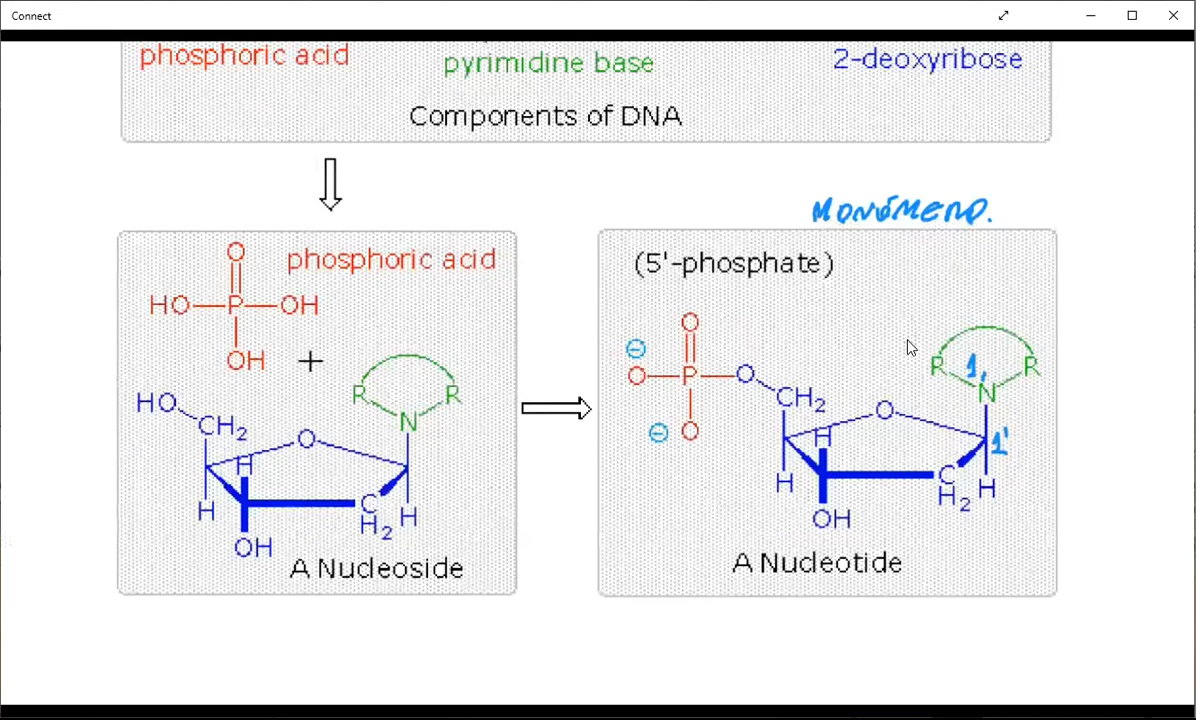 Connect
phosphoric acid
pyrimidine base
2-deoxyribose
Components of DNA
MONÓMERO.
phosphoric acid
O
HO P OH
OH
+
HO
CH2
O
R R
N
H
H
C
H2
H
OH
A Nucleoside
(5'-phosphate)
O
⊖
O P O
⊖ O
CH2
O
R R
1,
N
1'
H
H
C
H2
H
OH
A Nucleotide